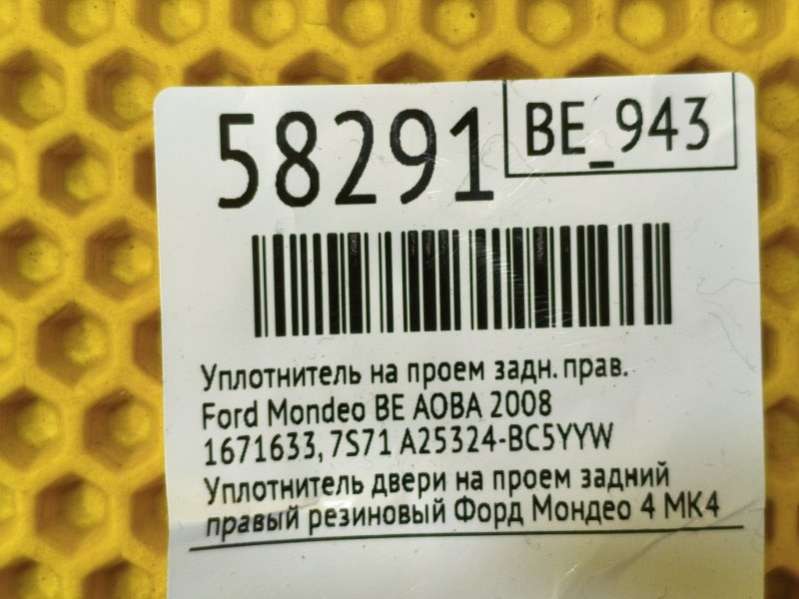 58291
BE_943
Уплотнитель на проем задн. прав.
Ford Mondeo BE AOBA 2008
1671633, 7S71 A25324-BC5YYW
Уплотнитель двери на проем задний
правый резиновый Форд Мондео 4 МК4